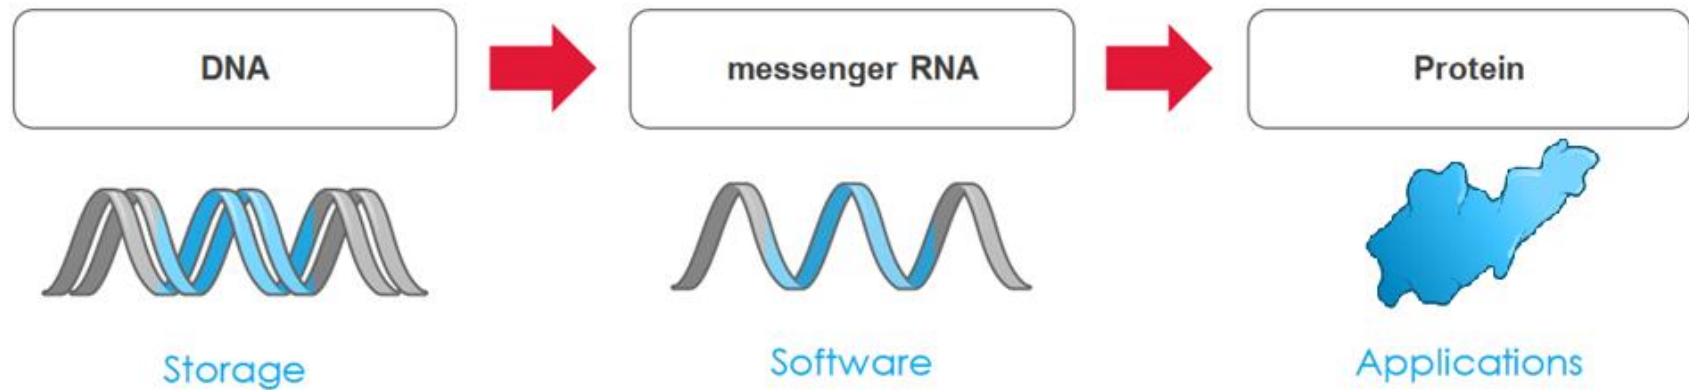 DNA
messenger RNA
Protein
Storage
Software
Applications